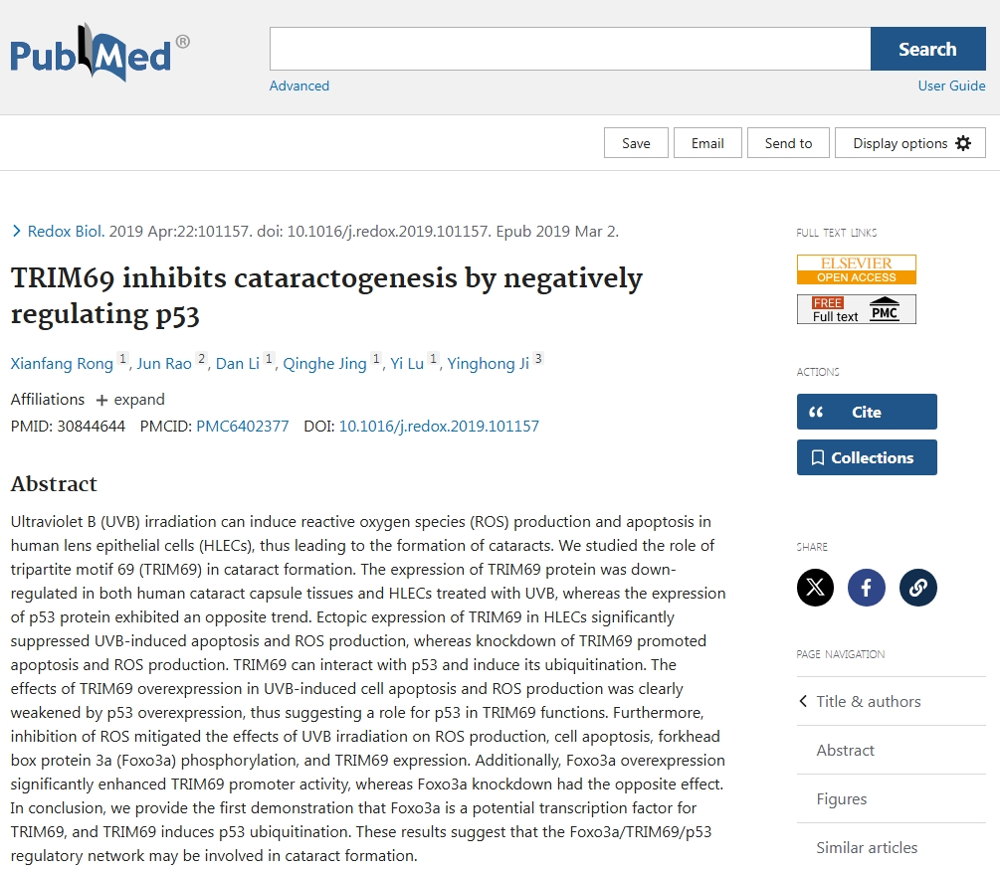 PubMed®
Search
Advanced
User Guide
Save
Email
Send to
Display options
Redox Biol. 2019 Apr:22:101157. doi: 10.1016/j.redox.2019.101157. Epub 2019 Mar 2.
TRIM69 inhibits cataractogenesis by negatively
regulating p53
Xianfang Rong 1, Jun Rao 2, Dan Li 1, Qinghe Jing 1, Yi Lu 1, Yinghong Ji 3
Affiliations + expand
PMID: 30844644 PMCID: PMC6402377 DOI: 10.1016/j.redox.2019.101157
Abstract
Ultraviolet B (UVB) irradiation can induce reactive oxygen species (ROS) production and apoptosis in
human lens epithelial cells (HLECs), thus leading to the formation of cataracts. We studied the role of
tripartite motif 69 (TRIM69) in cataract formation. The expression of TRIM69 protein was down-
regulated in both human cataract capsule tissues and HLECs treated with UVB, whereas the expression
of p53 protein exhibited an opposite trend. Ectopic expression of TRIM69 in HLECs significantly
suppressed UVB-induced apoptosis and ROS production, whereas knockdown of TRIM69 promoted
apoptosis and ROS production. TRIM69 can interact with p53 and induce its ubiquitination. The
effects of TRIM69 overexpression in UVB-induced cell apoptosis and ROS production was clearly
weakened by p53 overexpression, thus suggesting a role for p53 in TRIM69 functions. Furthermore,
inhibition of ROS mitigated the effects of UVB irradiation on ROS production, cell apoptosis, forkhead
box protein 3a (Foxo3a) phosphorylation, and TRIM69 expression. Additionally, Foxo3a overexpression
significantly enhanced TRIM69 promoter activity, whereas Foxo3a knockdown had the opposite effect.
In conclusion, we provide the first demonstration that Foxo3a is a potential transcription factor for
TRIM69, and TRIM69 induces p53 ubiquitination. These results suggest that the Foxo3a/TRIM69/p53
regulatory network may be involved in cataract formation.
FULL TEXT LINKS
ELSEVIER
OPEN ACCESS
FREE
Full text PMC
ACTIONS
Cite
Collections
SHARE
PAGE NAVIGATION
Title & authors
Abstract
Figures
Similar articles